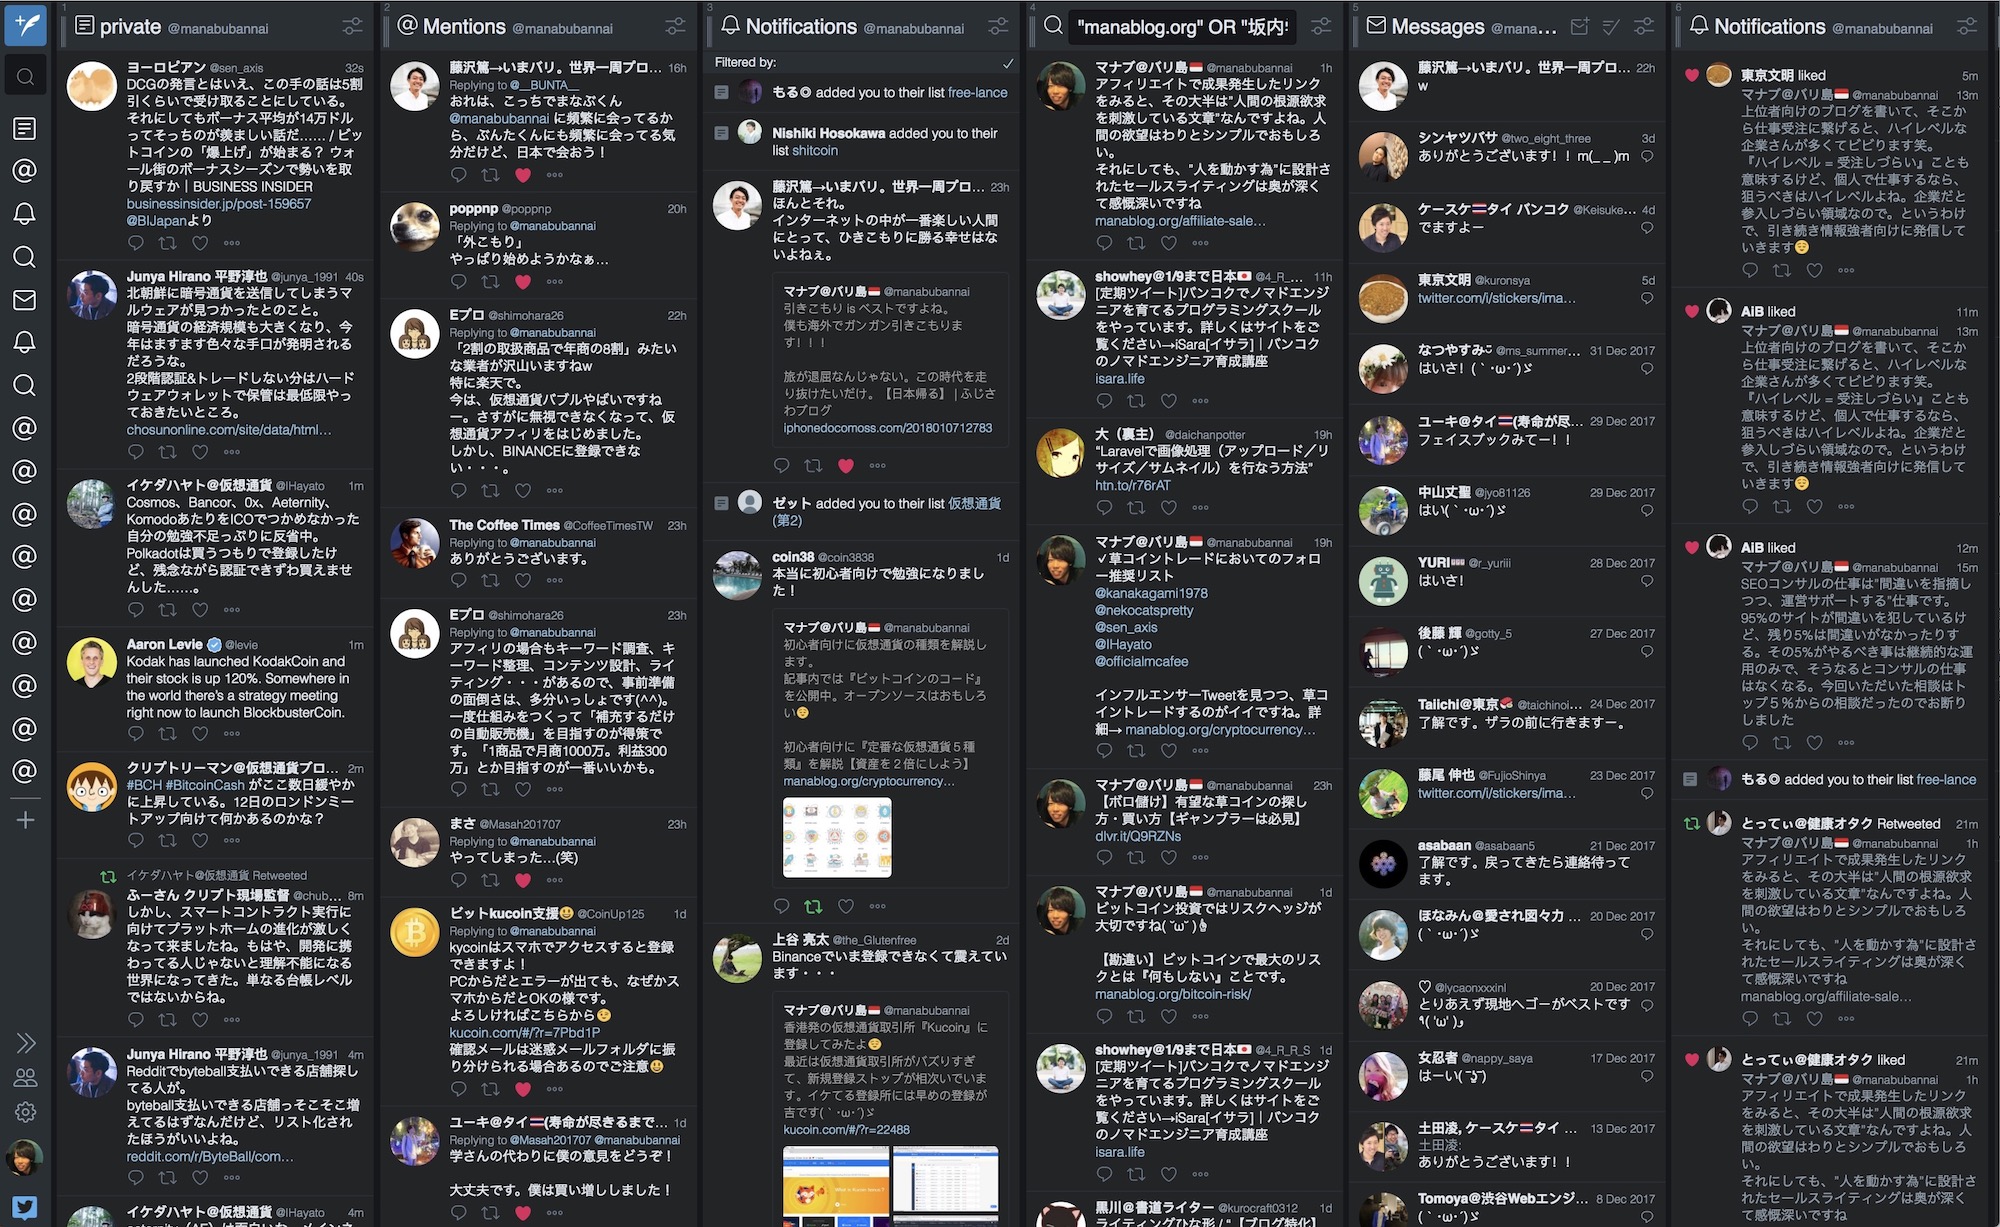 1
private @manabubannai
ヨーロピアン @sen_axis 32s
DCGの発言とはいえ、この手の話は5割
引くらいで受け取ることにしている。
それにしてもボーナス平均が14万ドル
ってそっちのが羨ましい話だ…… / ビッ
トコインの「爆上げ」が始まる？ ウォ
ール街のボーナスシーズンで勢いを取
り戻すか | BUSINESS INSIDER
businessinsider.jp/post-159657
@BIJapanより
Junya Hirano 平野淳也 @junya_1991 40s
北朝鮮に暗号通貨を送信してしまうマ
ルウェアが見つかったとのこと。
暗号通貨の経済規模も大きくなり、今
年はますます色々な手口が発明される
だろうな。
2段階認証&トレードしない分はハード
ウェアウォレットで保管は最低限やっ
ておきたいところ。
chosunonline.com/site/data/html…
イケダハヤト@仮想通貨 @IHayato 1m
Cosmos、Bancor、0x、Aeternity、
KomodoあたりをICOでつかめなかった
自分の勉強不足っぷりに反省中。
Polkadotは買うつもりで登録したけ
ど、残念ながら認証できずわ買えませ
んした……。
Aaron Levie @levie 1m
Kodak has launched KodakCoin and
their stock is up 120%. Somewhere in
the world there's a strategy meeting
right now to launch BlockbusterCoin.
クリプトリーマン@仮想通貨ブロ… 2m
#BCH #BitcoinCash がここ数日緩やか
に上昇している。12日のロンドンミー
トアップ向けて何かあるのかな？
イケダハヤト@仮想通貨 Retweeted
ふーさん クリプト現場監督 @chub… 8m
しかし、スマートコントラクト実行に
向けてプラットホームの進化が激しく
なって来ましたね。もはや、開発に携
わってる人じゃないと理解不能になる
世界になってきた。単なる台帳レベル
ではないからね。
Junya Hirano 平野淳也 @junya_1991 4m
Redditでbyteball支払いできる店舗探し
てる人が。
byteball支払いできる店舗っそこそこ増
えてるはずなんだけど、リスト化され
たほうがいいよね。
reddit.com/r/ByteBall/com…
イケダハヤト@仮想通貨 @IHayato 4m
2
@ Mentions @manabubannai
藤沢篤→いまバリ。世界一周ブロ… 16h
Replying to @__BUNTA__
おれは、こっちでまなぶくん
@manabubannai に頻繁に会ってるか
ら、ぶんたくんにも頻繁に会ってる気
分だけど、日本で会おう！
poppnp @poppnp 20h
Replying to @manabubannai
「外こもり」
やっぱり始めようかなぁ…
Eプロ @shimohara26 22h
Replying to @manabubannai
「2割の取扱商品で年商の8割」みたい
な業者が沢山いますねw
特に楽天で。
今は、仮想通貨バブルやばいですね
ー。さすがに無視できなくなって、仮
想通貨アフィリをはじめました。
しかし、BINANCEに登録できな
い・・・。
The Coffee Times @CoffeeTimesTW 23h
Replying to @manabubannai
ありがとうございます。
Eプロ @shimohara26 23h
Replying to @manabubannai
アフィリの場合もキーワード調査、キ
ーワード整理、コンテンツ設計、ライ
ティング・・・があるので、事前準備
の面倒さは、多分いっしょです(^^)。
一度仕組みをつくって「補充するだけ
の自動販売機」を目指すのが得策で
す。「1商品で月商1000万。利益300
万」とか目指すのが一番いいかも。
まさ @Masah201707 23h
Replying to @manabubannai
やってしまった…(笑)
ビットkucoin支援😃 @CoinUp125 1d
Replying to @manabubannai
kycoinはスマホでアクセスすると登録
できますよ！
PCからだとエラーが出ても、なぜかス
マホからだとOKの様です。
よろしければこちらから😉
kucoin.com/#/?r=7Pbd1P
確認メールは迷惑メールフォルダに振
り分けられる場合あるのでご注意😃
ユーキ@タイ🇹🇭(寿命が尽きるまで… 1d
Replying to @Masah201707 @manabubannai
学さんの代わりに僕の意見をどうぞ！
大丈夫です。僕は買い増ししました！
3
Notifications @manabubannai
Filtered by:
もる◎ added you to their list free-lance
Nishiki Hosokawa added you to their
list shitcoin
藤沢篤→いまバリ。世界一周ブロ… 23h
ほんとそれ。
インターネットの中が一番楽しい人間
にとって、ひきこもりに勝る幸せはな
いよねぇ。
マナブ@バリ島🇮🇩 @manabubannai
引きこもり is ベストですよね。
僕も海外でガンガン引きこもりま
す！！！
旅が退屈なんじゃない。この時代を走
り抜けたいだけ。【日本帰る】 | ふじさ
わブログ
iphonedocomoss.com/2018010712783
ゼット added you to their list 仮想通貨
(第2)
coin38 @coin3838 1d
本当に初心者向けで勉強になりまし
た！
マナブ@バリ島🇮🇩 @manabubannai
初心者向けに仮想通貨の種類を解説し
ます。
記事内では『ビットコインのコード』
を公開中。オープンソースはおもしろ
い😌
初心者向けに『定番な仮想通貨５種
類』を解説【資産を２倍にしよう】
manablog.org/cryptocurrency…
上谷 亮太 @the_Glutenfree 2d
Binanceでいま登録できなくて震えてい
ます・・・
マナブ@バリ島🇮🇩 @manabubannai
香港発の仮想通貨取引所『Kucoin』に
登録してみたよ😌
最近は仮想通貨取引所がバズりすぎ
て、新規登録ストップが相次いでいま
す。イケてる登録所には早めの登録が
吉です(｀･ω･´)ゞ
kucoin.com/#/?r=22488
4
"manablog.org" OR "坂内
マナブ@バリ島🇮🇩 @manabubannai 1h
アフィリエイトで成果発生したリンク
をみると、その大半は"人間の根源欲求
を刺激している文章"なんですよね。人
間の欲望はわりとシンプルでおもしろ
い。
それにしても、"人を動かす為"に設計さ
れたセールスライティングは奥が深く
て感慨深いですね
manablog.org/affiliate-sale…
showhey@1/9まで日本🇯🇵 @4_R_… 11h
[定期ツイート]バンコクでノマドエンジ
ニアを育てるプログラミングスクール
をやっています。詳しくはサイトをご
覧ください→iSara[イサラ] | バンコク
のノマドエンジニア育成講座
isara.life
大（裏主） @daichanpotter 19h
"Laravelで画像処理（アップロード／リ
サイズ／サムネイル）を行なう方法"
htn.to/r76rAT
マナブ@バリ島🇮🇩 @manabubannai 19h
✓草コイントレードにおいてのフォロ
ー推奨リスト
@kanakagami1978
@nekocatspretty
@sen_axis
@IHayato
@officialmcafee
インフルエンサーTweetを見つつ、草コ
イントレードするのがイイですね。詳
細→ manablog.org/cryptocurrency…
マナブ@バリ島🇮🇩 @manabubannai 23h
【ボロ儲け】有望な草コインの探し
方・買い方【ギャンブラーは必見】
dlvr.it/Q9RZNs
マナブ@バリ島🇮🇩 @manabubannai 1d
ビットコイン投資ではリスクヘッジが
大切ですね(
【勘違い】ビットコインで最大のリス
クとは『何もしない』ことです。
manablog.org/bitcoin-risk/
showhey@1/9まで日本🇯🇵 @4_R_R_S 1d
[定期ツイート]バンコクでノマドエンジ
ニアを育てるプログラミングスクール
をやっています。詳しくはサイトをご
覧ください→iSara[イサラ] | バンコク
のノマドエンジニア育成講座
isara.life
黒川@書道ライター @kurocraft0312 1d
ライティングひな形 / "【ブログ特化】
5
Messages @mana…
藤沢篤→いまバリ。世界一周ブロ… 22h
w
シンヤツバサ @two_eight_three 3d
ありがとうございます！！m(_ _)m
ケースケ🇹🇭タイ バンコク @Keisuke… 4d
でますよー
東京文明 @kuronsya 5d
twitter.com/i/stickers/ima…
なつやすみ @ms_summer… 31 Dec 2017
はいさ！(｀･ω･´)ゞ
ユーキ@タイ🇹🇭(寿命が尽… 29 Dec 2017
フェイスブックみてー！！
中山丈聖 @jyo81126 29 Dec 2017
はい(｀･ω･´)ゞ
YURI @r_yuriii 28 Dec 2017
はいさ！
後藤 輝 @gotty_5 27 Dec 2017
(｀･ω･´)ゞ
Taiichi@東京 @taichinoi… 24 Dec 2017
了解です。ザラの前に行きますー。
藤尾 伸也 @FujioShinya 23 Dec 2017
twitter.com/i/stickers/ima…
asabaan @asabaan5 21 Dec 2017
了解です。戻ってきたら連絡待って
ます。
ほなみん@愛され図々力 … 20 Dec 2017
(｀･ω･´)ゞ
♡ @lycaonxxxinl 20 Dec 2017
とりあえず現地へゴーがベストです
٩( 'ω' )و
女忍者 @nappy_saya 17 Dec 2017
はーい(
土田凌, ケースケ🇹🇭タイ … 13 Dec 2017
土田凌:
ありがとうございます！！
Tomoya@渋谷Webエンジ… 8 Dec 2017
(｀･ω･´)ゞ
6
Notifications @manabubannai
東京文明 liked 5m
マナブ@バリ島🇮🇩 @manabubannai 13m
上位者向けのブログを書いて、そこか
ら仕事受注に繋げると、ハイレベルな
企業さんが多くてビビります笑。
『ハイレベル = 受注しづらい』ことも
意味するけど、個人で仕事するなら、
狙うべきはハイレベルよね。企業だと
参入しづらい領域なので。というわけ
で、引き続き情報強者向けに発信して
いきます😌
AiB liked 11m
マナブ@バリ島🇮🇩 @manabubannai 13m
上位者向けのブログを書いて、そこか
ら仕事受注に繋げると、ハイレベルな
企業さんが多くてビビります笑。
『ハイレベル = 受注しづらい』ことも
意味するけど、個人で仕事するなら、
狙うべきはハイレベルよね。企業だと
参入しづらい領域なので。というわけ
で、引き続き情報強者向けに発信して
いきます😌
AiB liked 12m
マナブ@バリ島🇮🇩 @manabubannai 15m
SEOコンサルの仕事は"間違いを指摘し
つつ、運営サポートする"仕事です。
95%のサイトが間違いを犯しているけ
ど、残り5%は間違いがなかったりす
る。その5%がやるべき事は継続的な運
用のみで、そうなるとコンサルの仕事
はなくなる。今回いただいた相談はト
ップ５%からの相談だったのでお断り
しました
もる◎ added you to their list free-lance
とってぃ@健康オタク Retweeted 21m
マナブ@バリ島🇮🇩 @manabubannai 1h
アフィリエイトで成果発生したリンク
をみると、その大半は"人間の根源欲求
を刺激している文章"なんですよね。人
間の欲望はわりとシンプルでおもしろ
い。
それにしても、"人を動かす為"に設計さ
れたセールスライティングは奥が深く
て感慨深いですね
manablog.org/affiliate-sale…
とってぃ@健康オタク liked 21m
マナブ@バリ島🇮🇩 @manabubannai 1h
アフィリエイトで成果発生したリンク
をみると、その大半は"人間の根源欲求
を刺激している文章"なんですよね。人
間の欲望はわりとシンプルでおもしろ
い。
それにしても、"人を動かす為"に設計さ
れたセールスライティングは奥が深く
て感慨深いですね